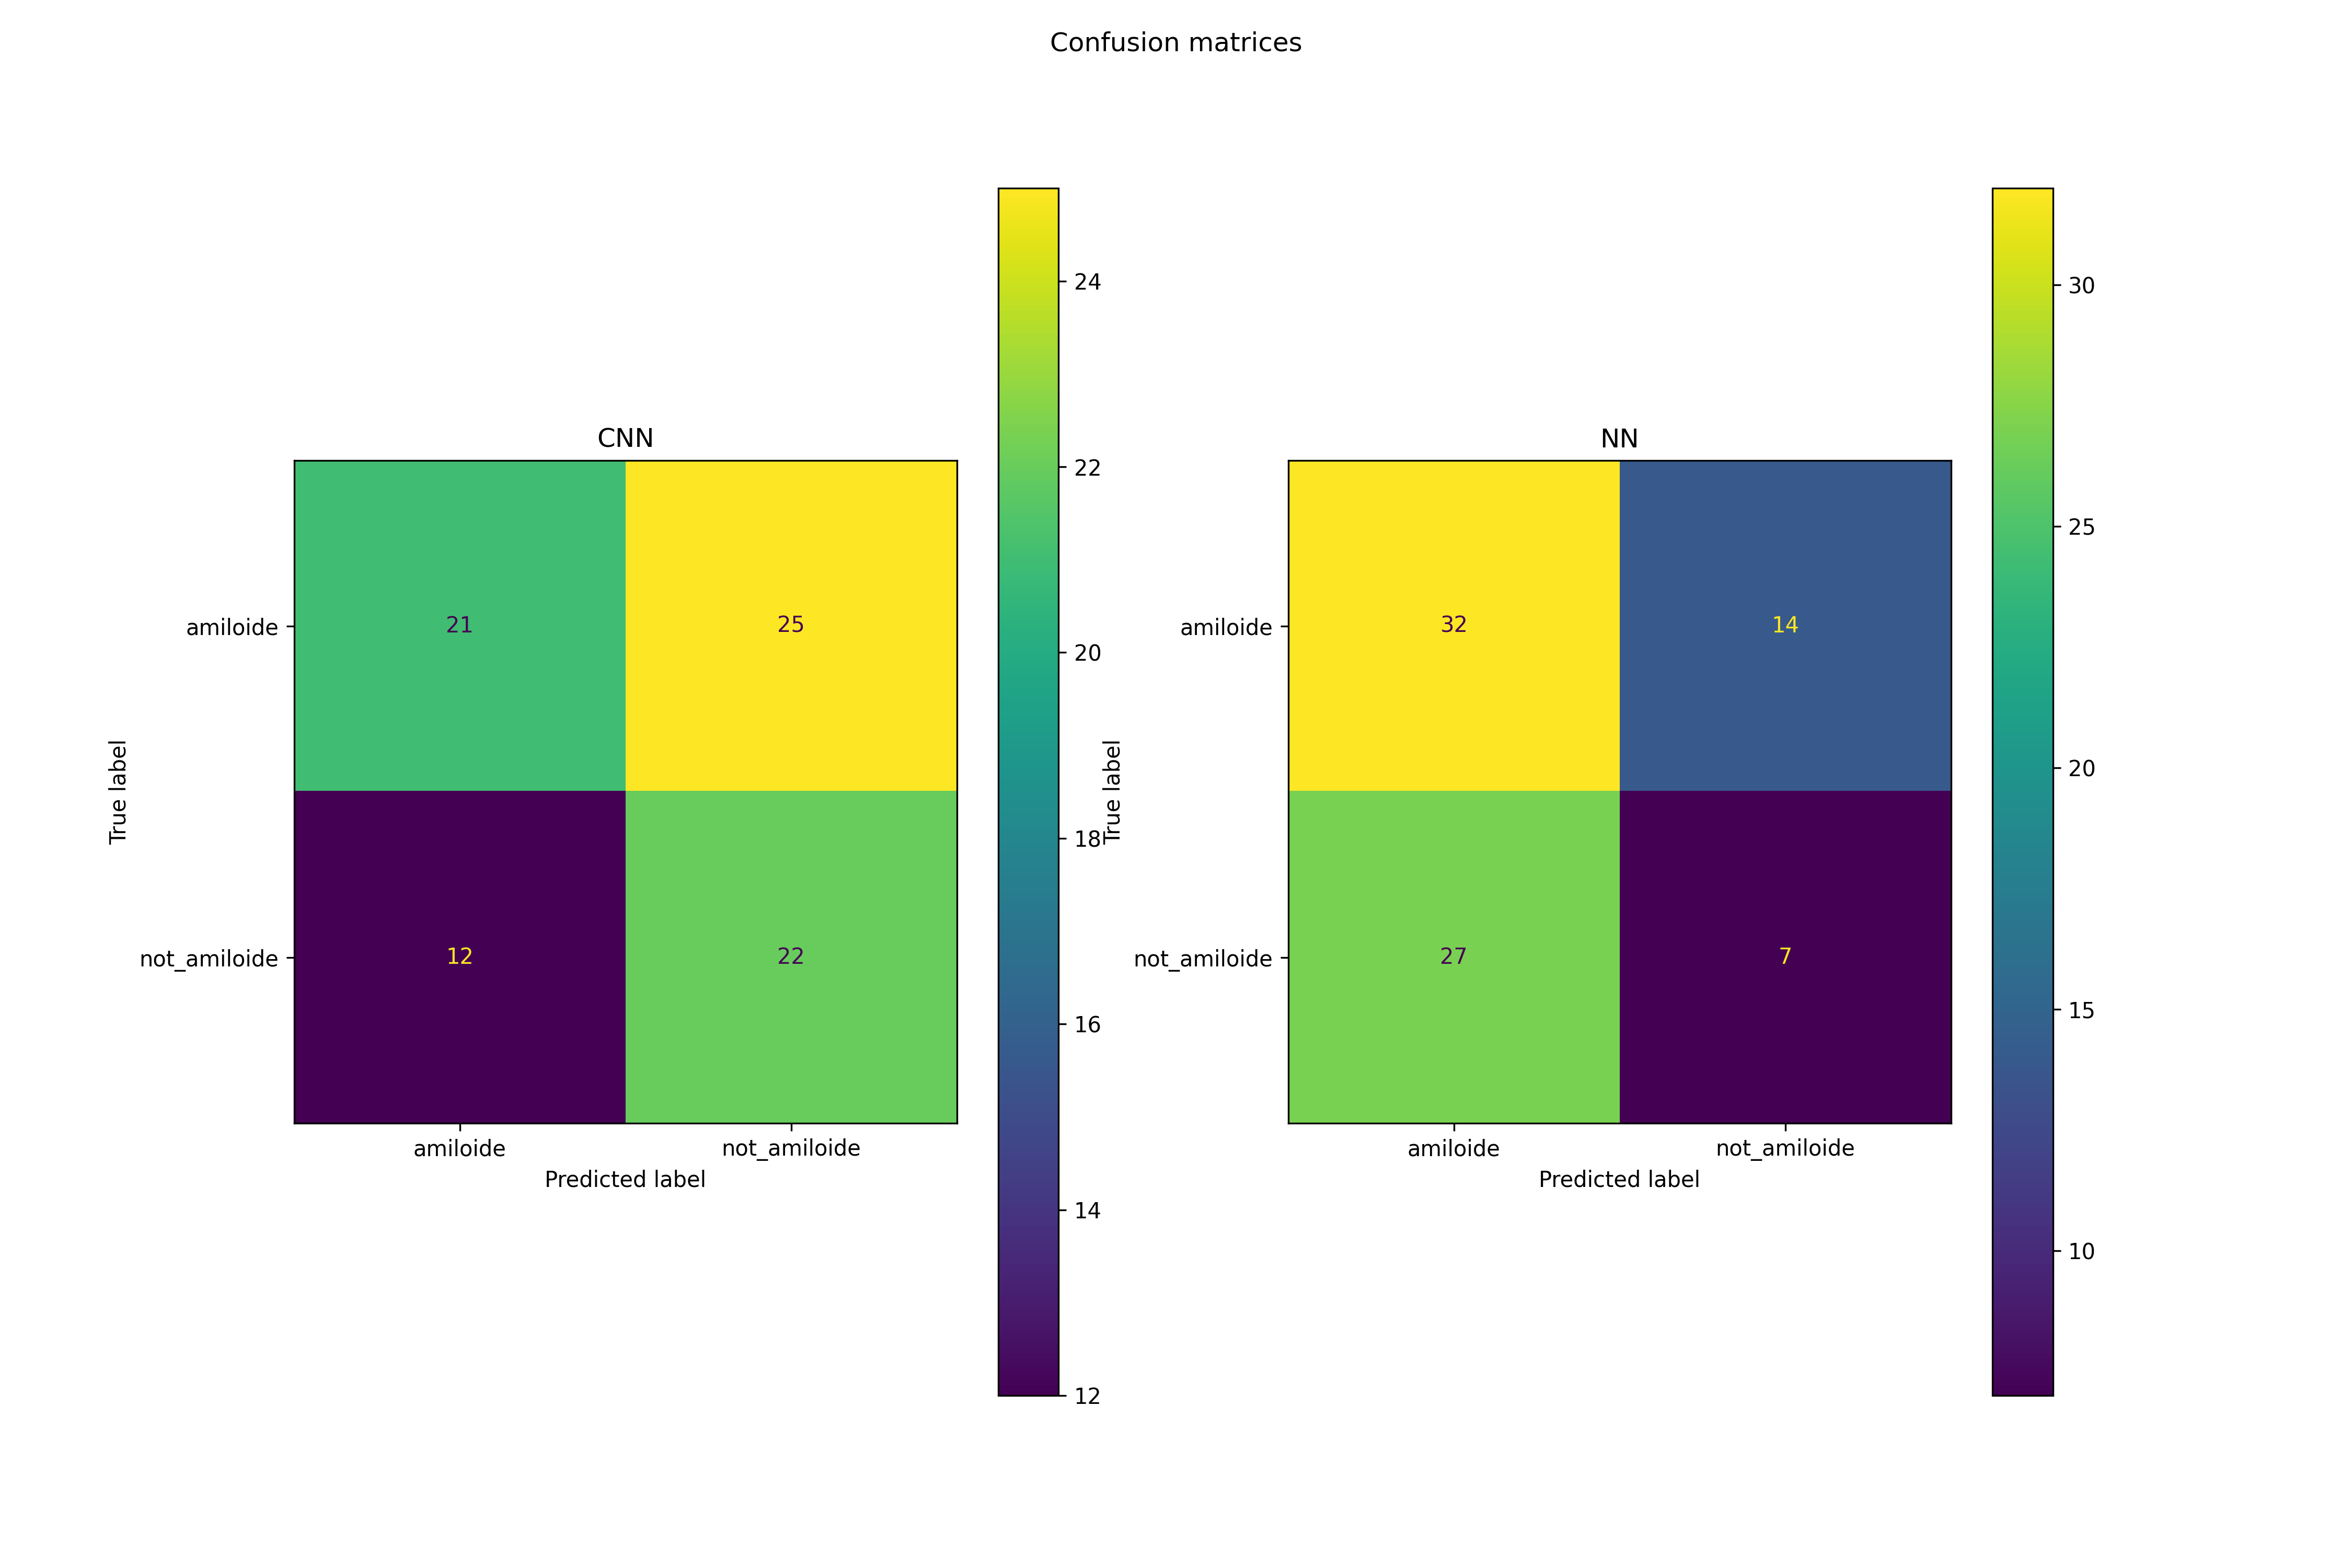 Confusion matrices
CNN
True label
amiloide
not_amiloide
21
25
12
22
amiloide
not_amiloide
Predicted label
24
22
20
18
16
14
12
NN
True label
amiloide
not_amiloide
32
14
27
7
amiloide
not_amiloide
Predicted label
30
25
20
15
10